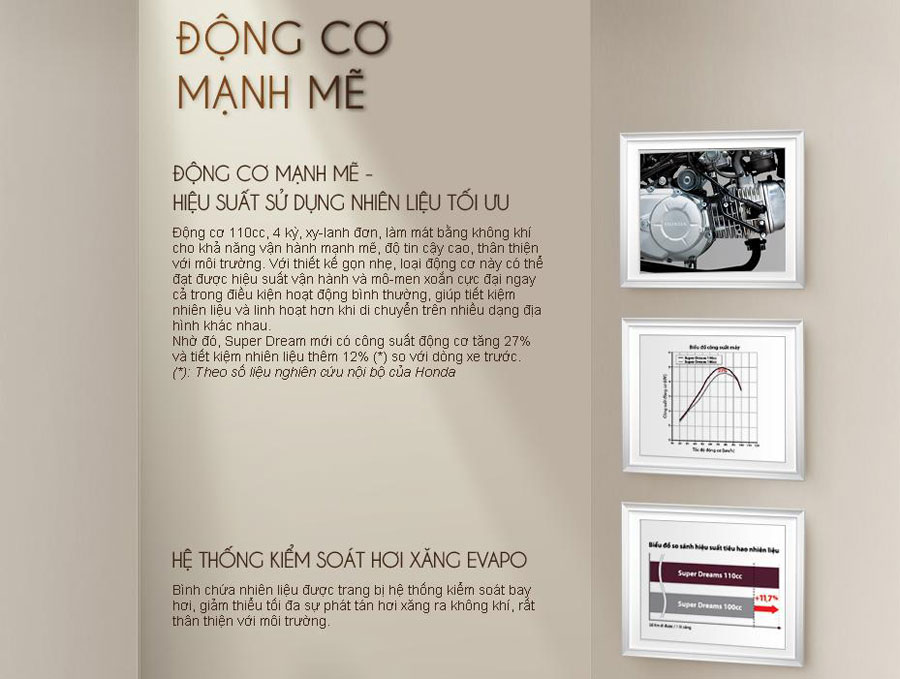 ĐỘNG CƠ
MẠNH MẼ
ĐỘNG CƠ MẠNH MẼ -
HIỆU SUẤT SỬ DỤNG NHIÊN LIỆU TỐI ƯU
Động cơ 110cc, 4 kỳ, xy-lanh đơn, làm mát bằng không khí
cho khả năng vận hành mạnh mẽ, độ tin cậy cao, thân thiện
với môi trường. Với thiết kế gọn nhẹ, loại động cơ này có thể
đạt được hiệu suất vận hành và mô-men xoắn cực đại ngay
cả trong điều kiện hoạt động bình thường, giúp tiết kiệm
nhiên liệu và linh hoạt hơn khi di chuyển trên nhiều dạng địa
hình khác nhau.
Nhờ đó, Super Dream mới có công suất động cơ tăng 27%
và tiết kiệm nhiên liệu thêm 12% (*) so với dòng xe trước.
(*): Theo số liệu nghiên cứu nội bộ của Honda
HỆ THỐNG KIỂM SOÁT HƠI XĂNG EVAPO
Bình chứa nhiên liệu được trang bị hệ thống kiểm soát bay
hơi, giảm thiểu tối đa sự phát tán hơi xăng ra không khí, rất
thân thiện với môi trường.
HONDA
Biểu đồ công suất máy
Biểu đồ so sánh hiệu suất tiêu hao nhiên liệu
Super Dreams 110cc
+11,7%
Super Dreams 100cc